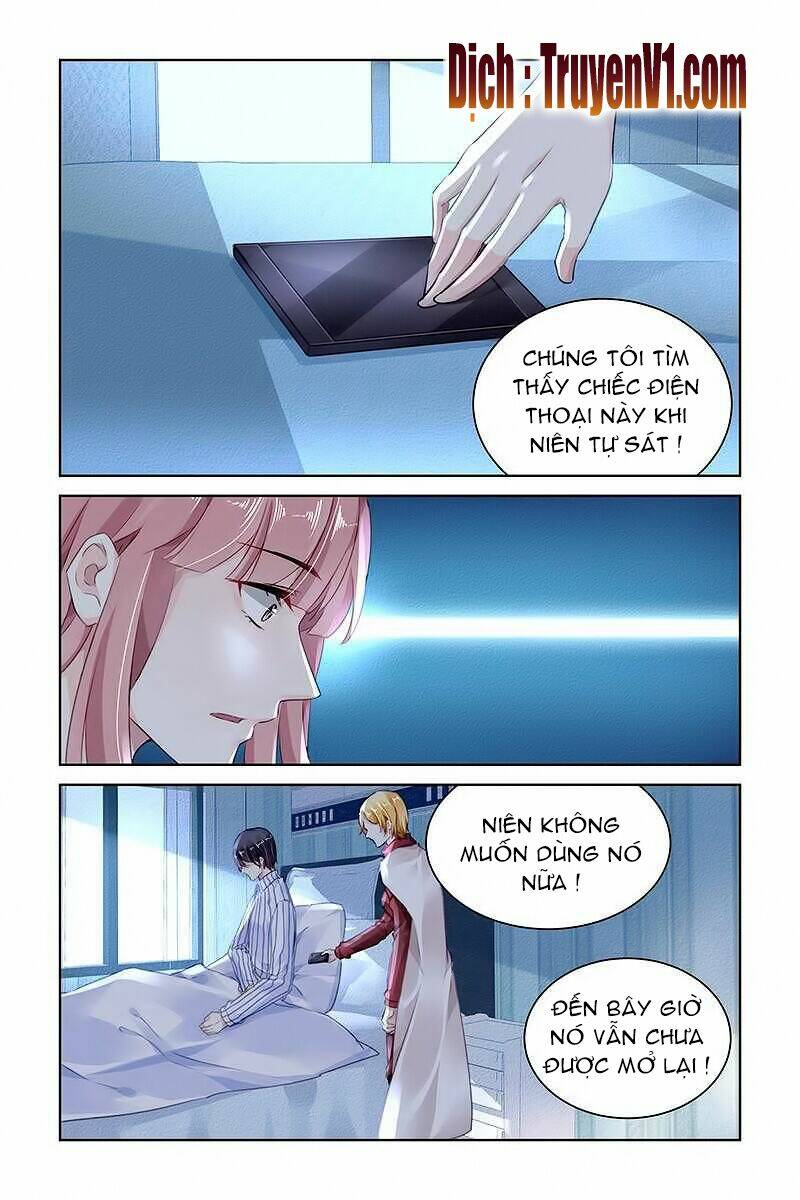 Dịch : TruyenV1.com
CHÚNG TÔI TÌM
THẤY CHIẾC ĐIỆN
THOẠI NÀY KHI
NIÊN TỰ SÁT !
NIÊN KHÔNG
MUỐN DÙNG NÓ
NỮA !
ĐẾN BÂY GIỜ
NÓ VẪN CHƯA
ĐƯỢC MỞ LẠI !